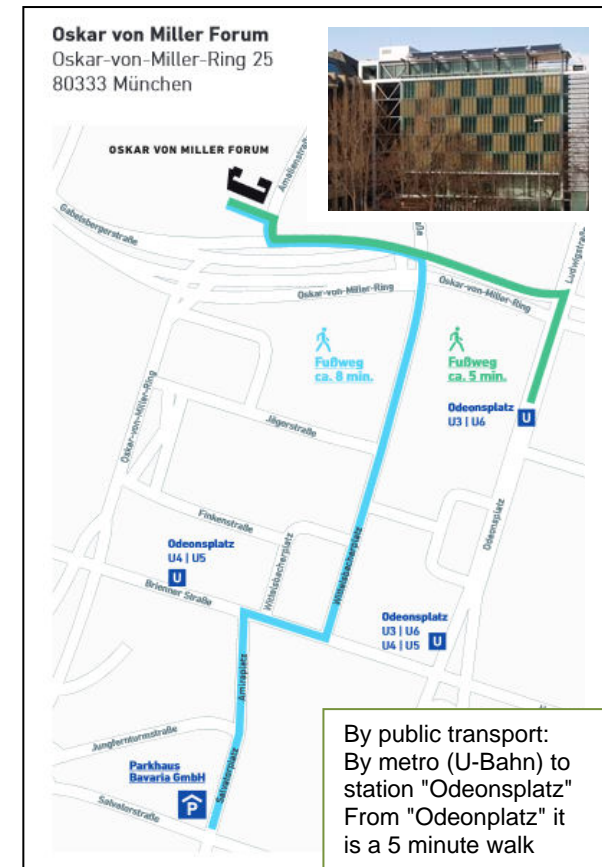 Oskar von Miller Forum
Oskar-von-Miller-Ring 25
80333 München
OSKAR VON MILLER FORUM
Amalienstraße
Gabelsbergerstraße
Ludwigstraße
Oskar-von-Miller-Ring
Oskar-von-Miller-Ring
Fußweg
ca. 8 min.
Fußweg
ca. 5 min.
Odeonsplatz
U3 | U6
U
Oskar-von-Miller-Ring
Jägerstraße
Finkenstraße
Odeonsplatz
U4 | U5
U
Brienner Straße
Wittelsbacherplatz
Wittelsbacherplatz
Odeonsplatz
Odeonsplatz
U3 | U6
U4 | U5
U
Amiraplatz
Jungfernturmstraße
Parkhaus
Bavaria GmbH
P
Salvatorplatz
Salvatorstraße
By public transport:
By metro (U-Bahn) to
station "Odeonsplatz"
From "Odeonplatz" it
is a 5 minute walk